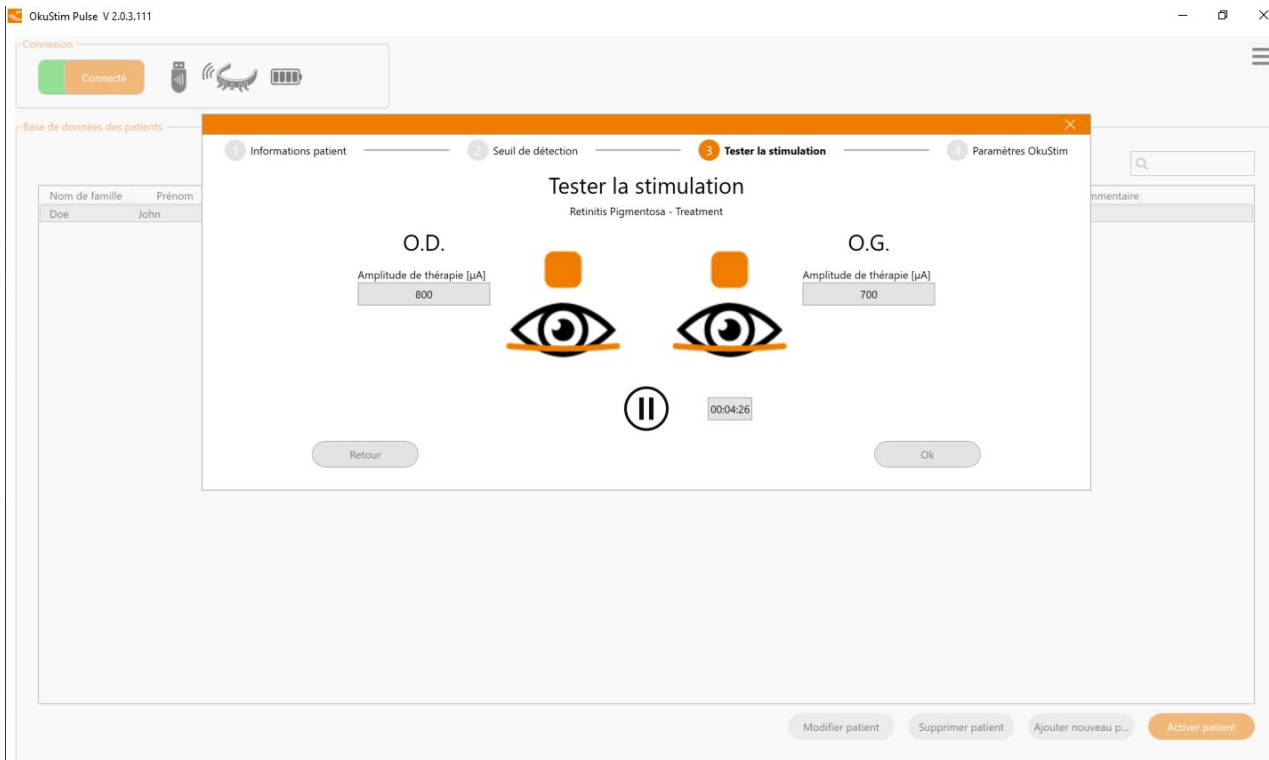 OkuStim Pulse V 2.0.3.111
Connexion
Connecté
Base de données des patients
1 Informations patient
2 Seuil de détection
3 Tester la stimulation
4 Paramètres OkuStim
Tester la stimulation
Retinitis Pigmentosa - Treatment
O.D.
O.G.
Amplitude de thérapie [µA]
800
Amplitude de thérapie [µA]
700
00:04:26
Retour
Ok
Nom de famille Prénom mmentaire
Doe John
Modifier patient
Supprimer patient
Ajouter nouveau p...
Activer patient